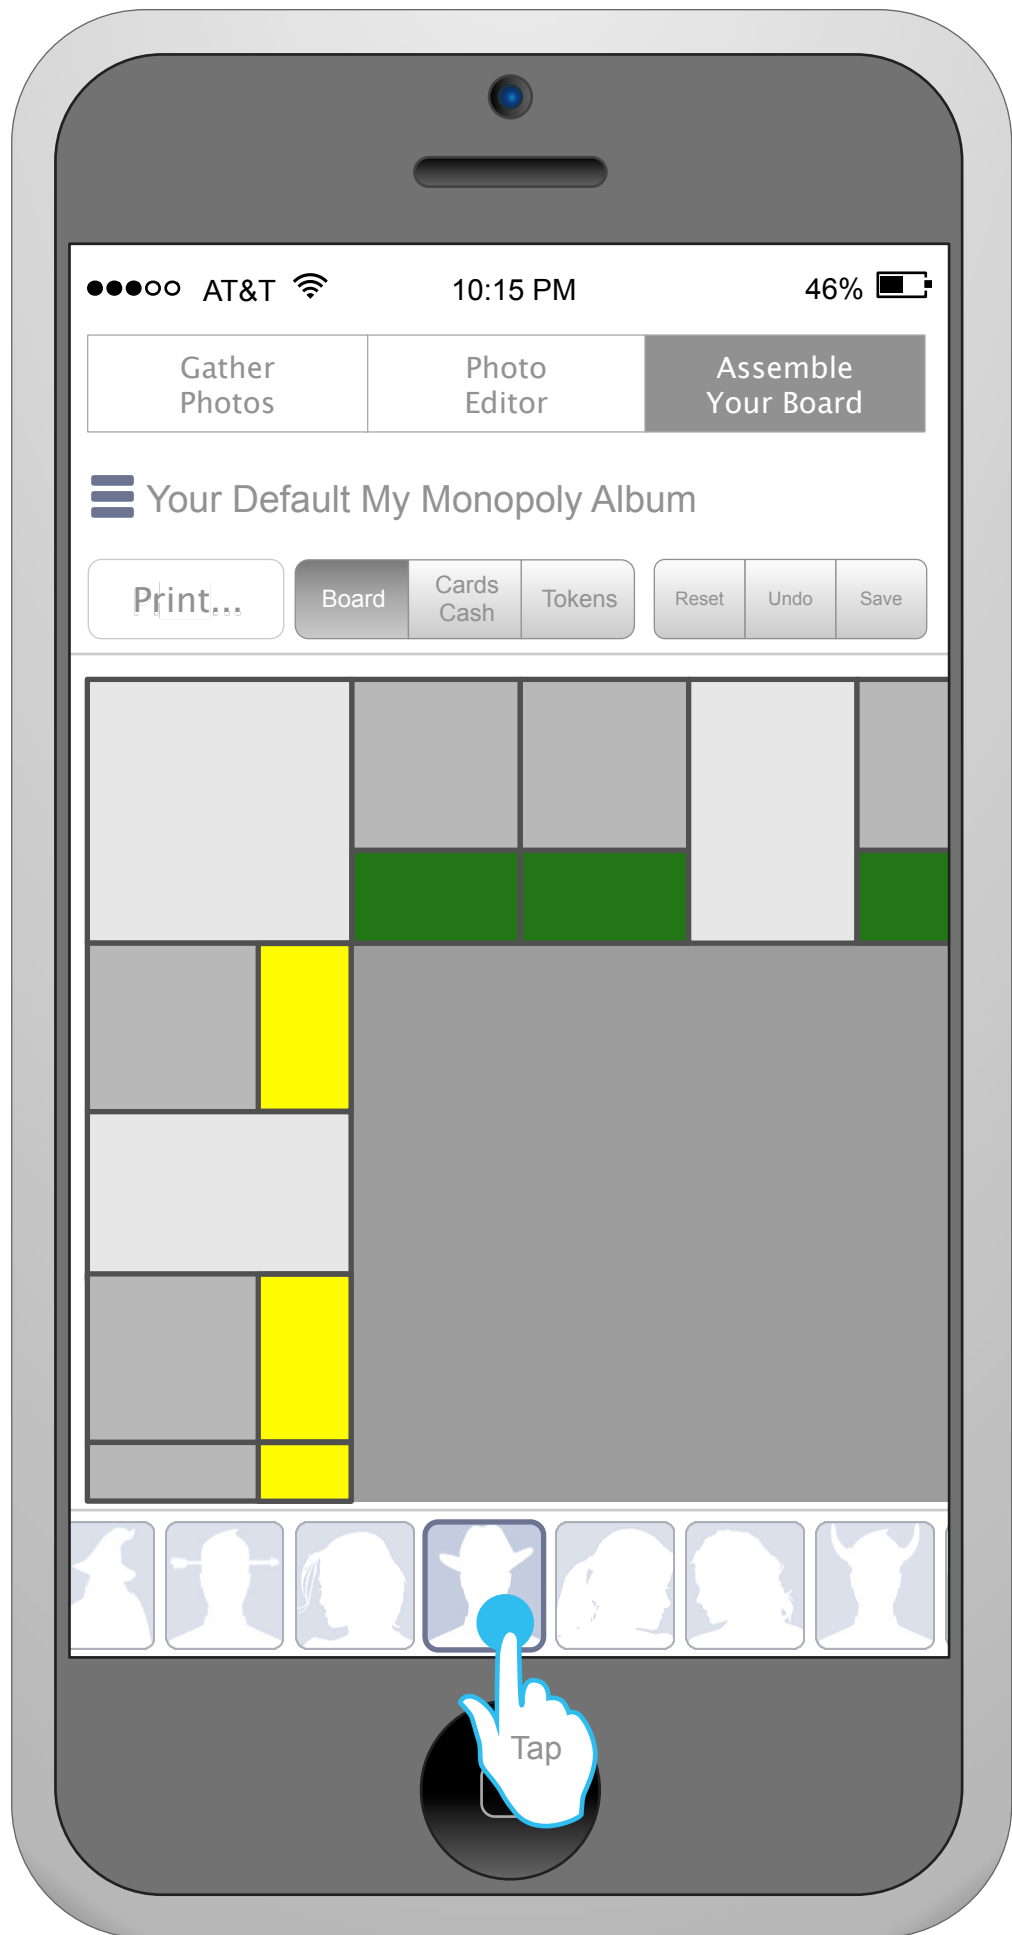 AT&T 10:15 PM 46%
Gather
Photos
Photo
Editor
Assemble
Your Board
Your Default My Monopoly Album
Print...
Board
Cards
Cash
Tokens
Reset
Undo
Save
Tap